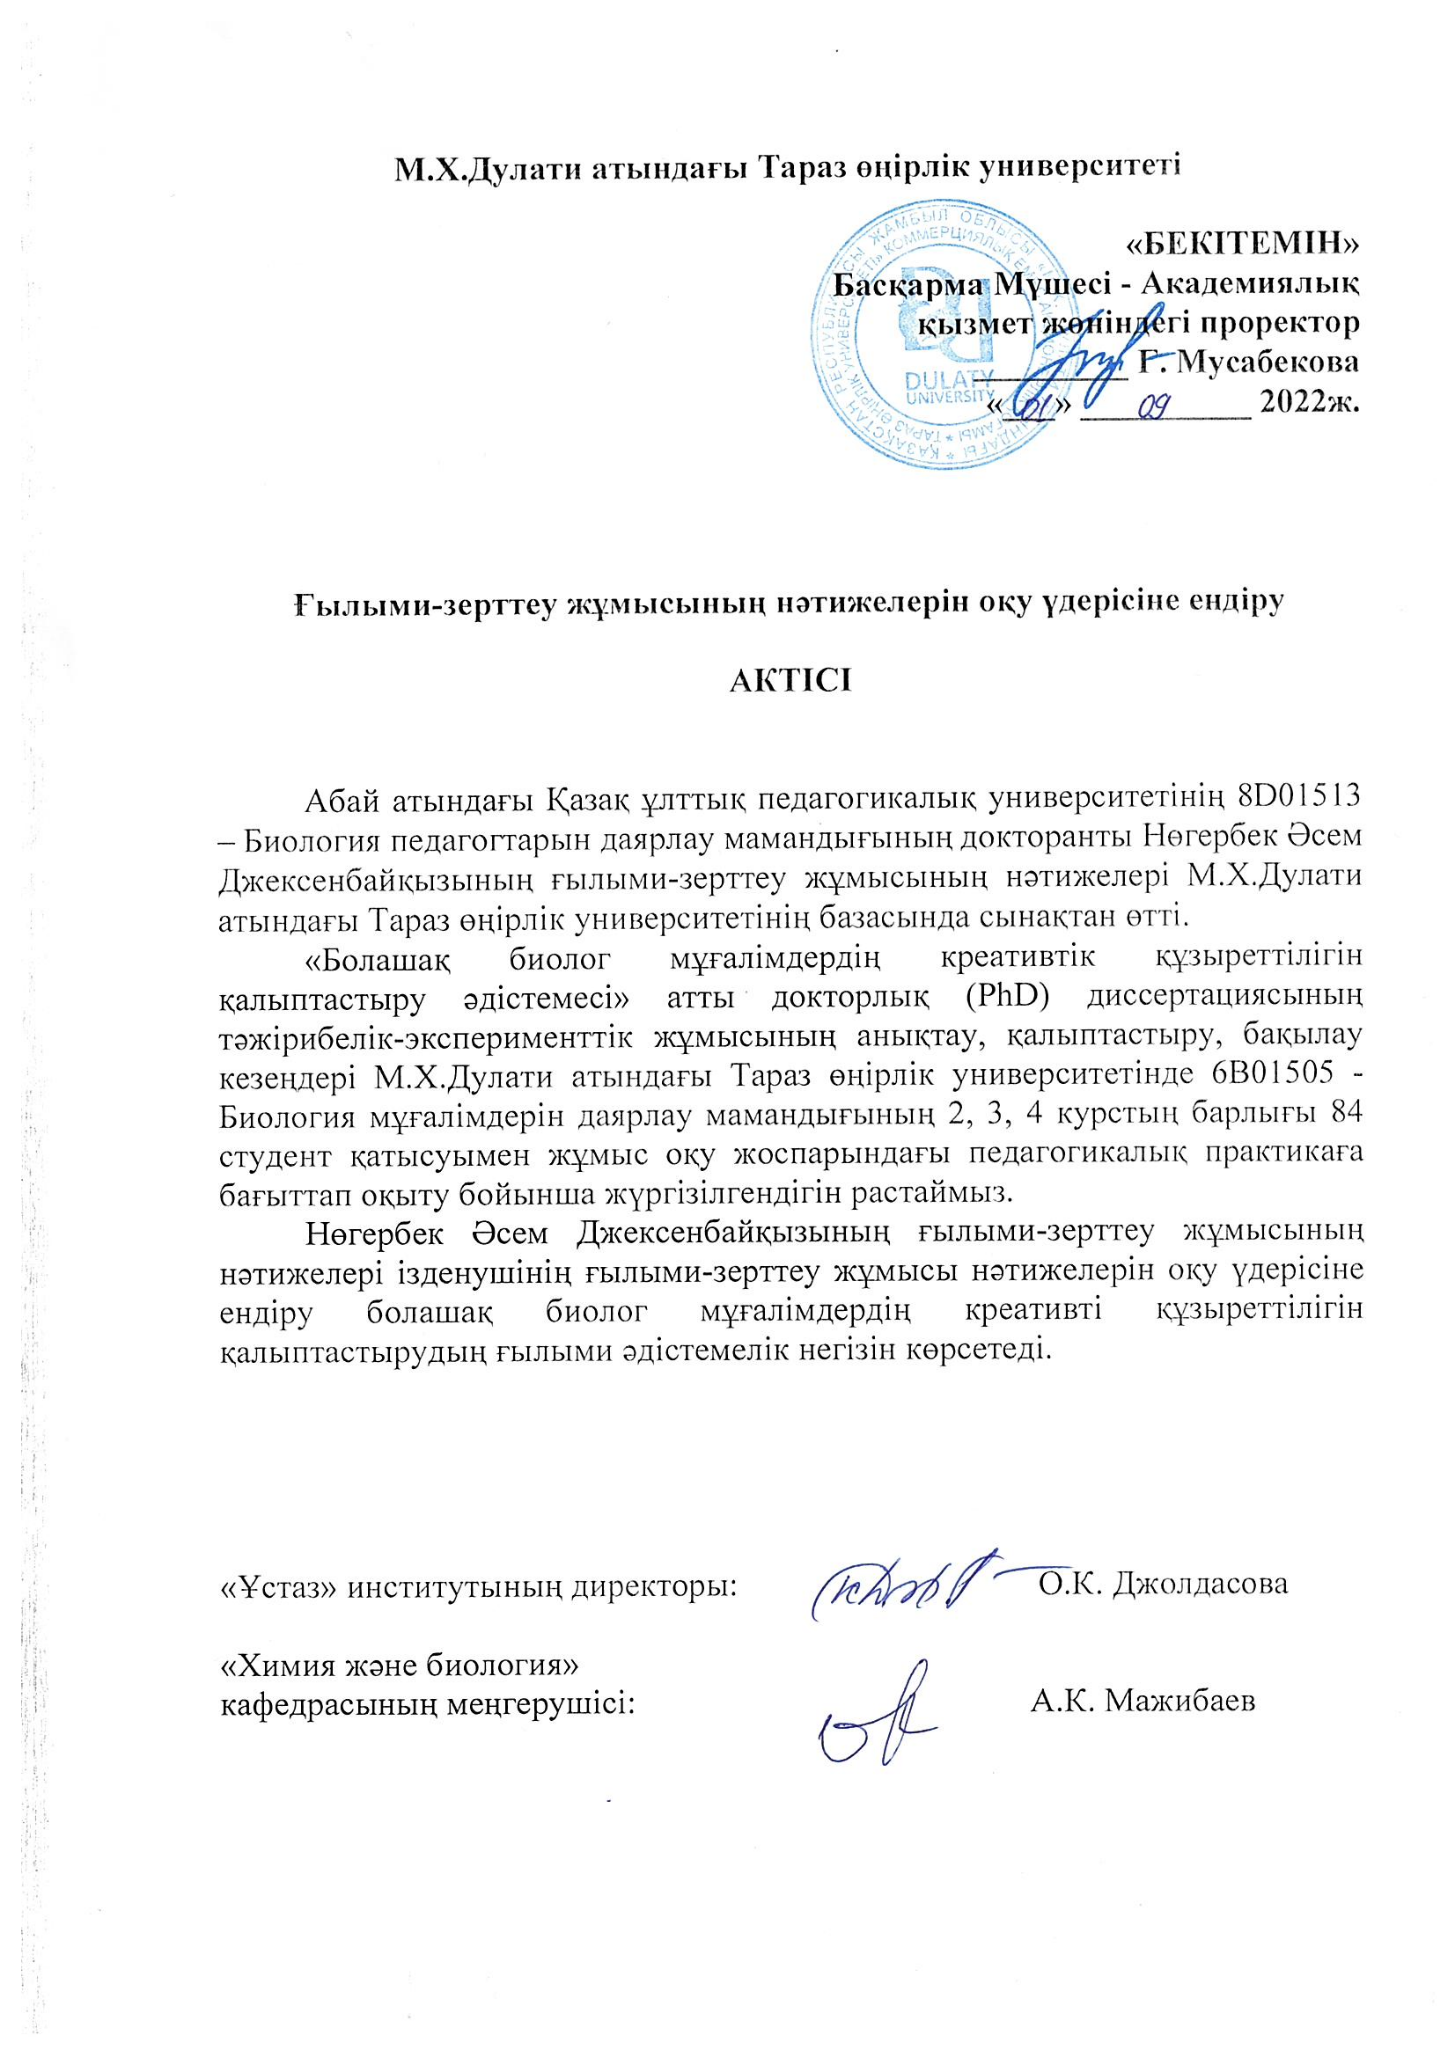 М.Х.Дулати атындағы Тараз өңірлік университеті
«БЕКІТЕМІН»
Басқарма Мүшесі - Академиялық
қызмет жөніндегі проректор
Ғ. Мусабекова
«01» 09 2022ж.
DULATY
UNIVERSITY
Ғылыми-зерттеу жұмысының нәтижелерін оқу үдерісіне ендіру
АКТІСІ
Абай атындағы Қазақ ұлттық педагогикалық университетінің 8D01513
– Биология педагогтарын даярлау мамандығының докторанты Нөгербек Әсем
Джексенбайқызының ғылыми-зерттеу жұмысының нәтижелері М.Х.Дулати
атындағы Тараз өңірлік университетінің базасында сынақтан өтті.
«Болашақ биолог мұғалімдердің креативтік құзыреттілігін
қалыптастыру әдістемесі» атты докторлық (PhD) диссертациясының
тәжірибелік-эксперименттік жұмысының анықтау, қалыптастыру, бақылау
кезеңдері М.Х.Дулати атындағы Тараз өңірлік университетінде 6В01505 -
Биология мұғалімдерін даярлау мамандығының 2, 3, 4 курстың барлығы 84
студент қатысуымен жұмыс оқу жоспарындағы педагогикалық практикаға
бағыттап оқыту бойынша жүргізілгендігін растаймыз.
Нөгербек Әсем Джексенбайқызының ғылыми-зерттеу жұмысының
нәтижелері ізденушінің ғылыми-зерттеу жұмысы нәтижелерін оқу үдерісіне
ендіру болашақ биолог мұғалімдердің креативті құзыреттілігін
қалыптастырудың ғылыми әдістемелік негізін көрсетеді.
«Ұстаз» институтының директоры: О.К. Джолдасова
«Химия және биология»
кафедрасының меңгерушісі: А.К. Мажибаев